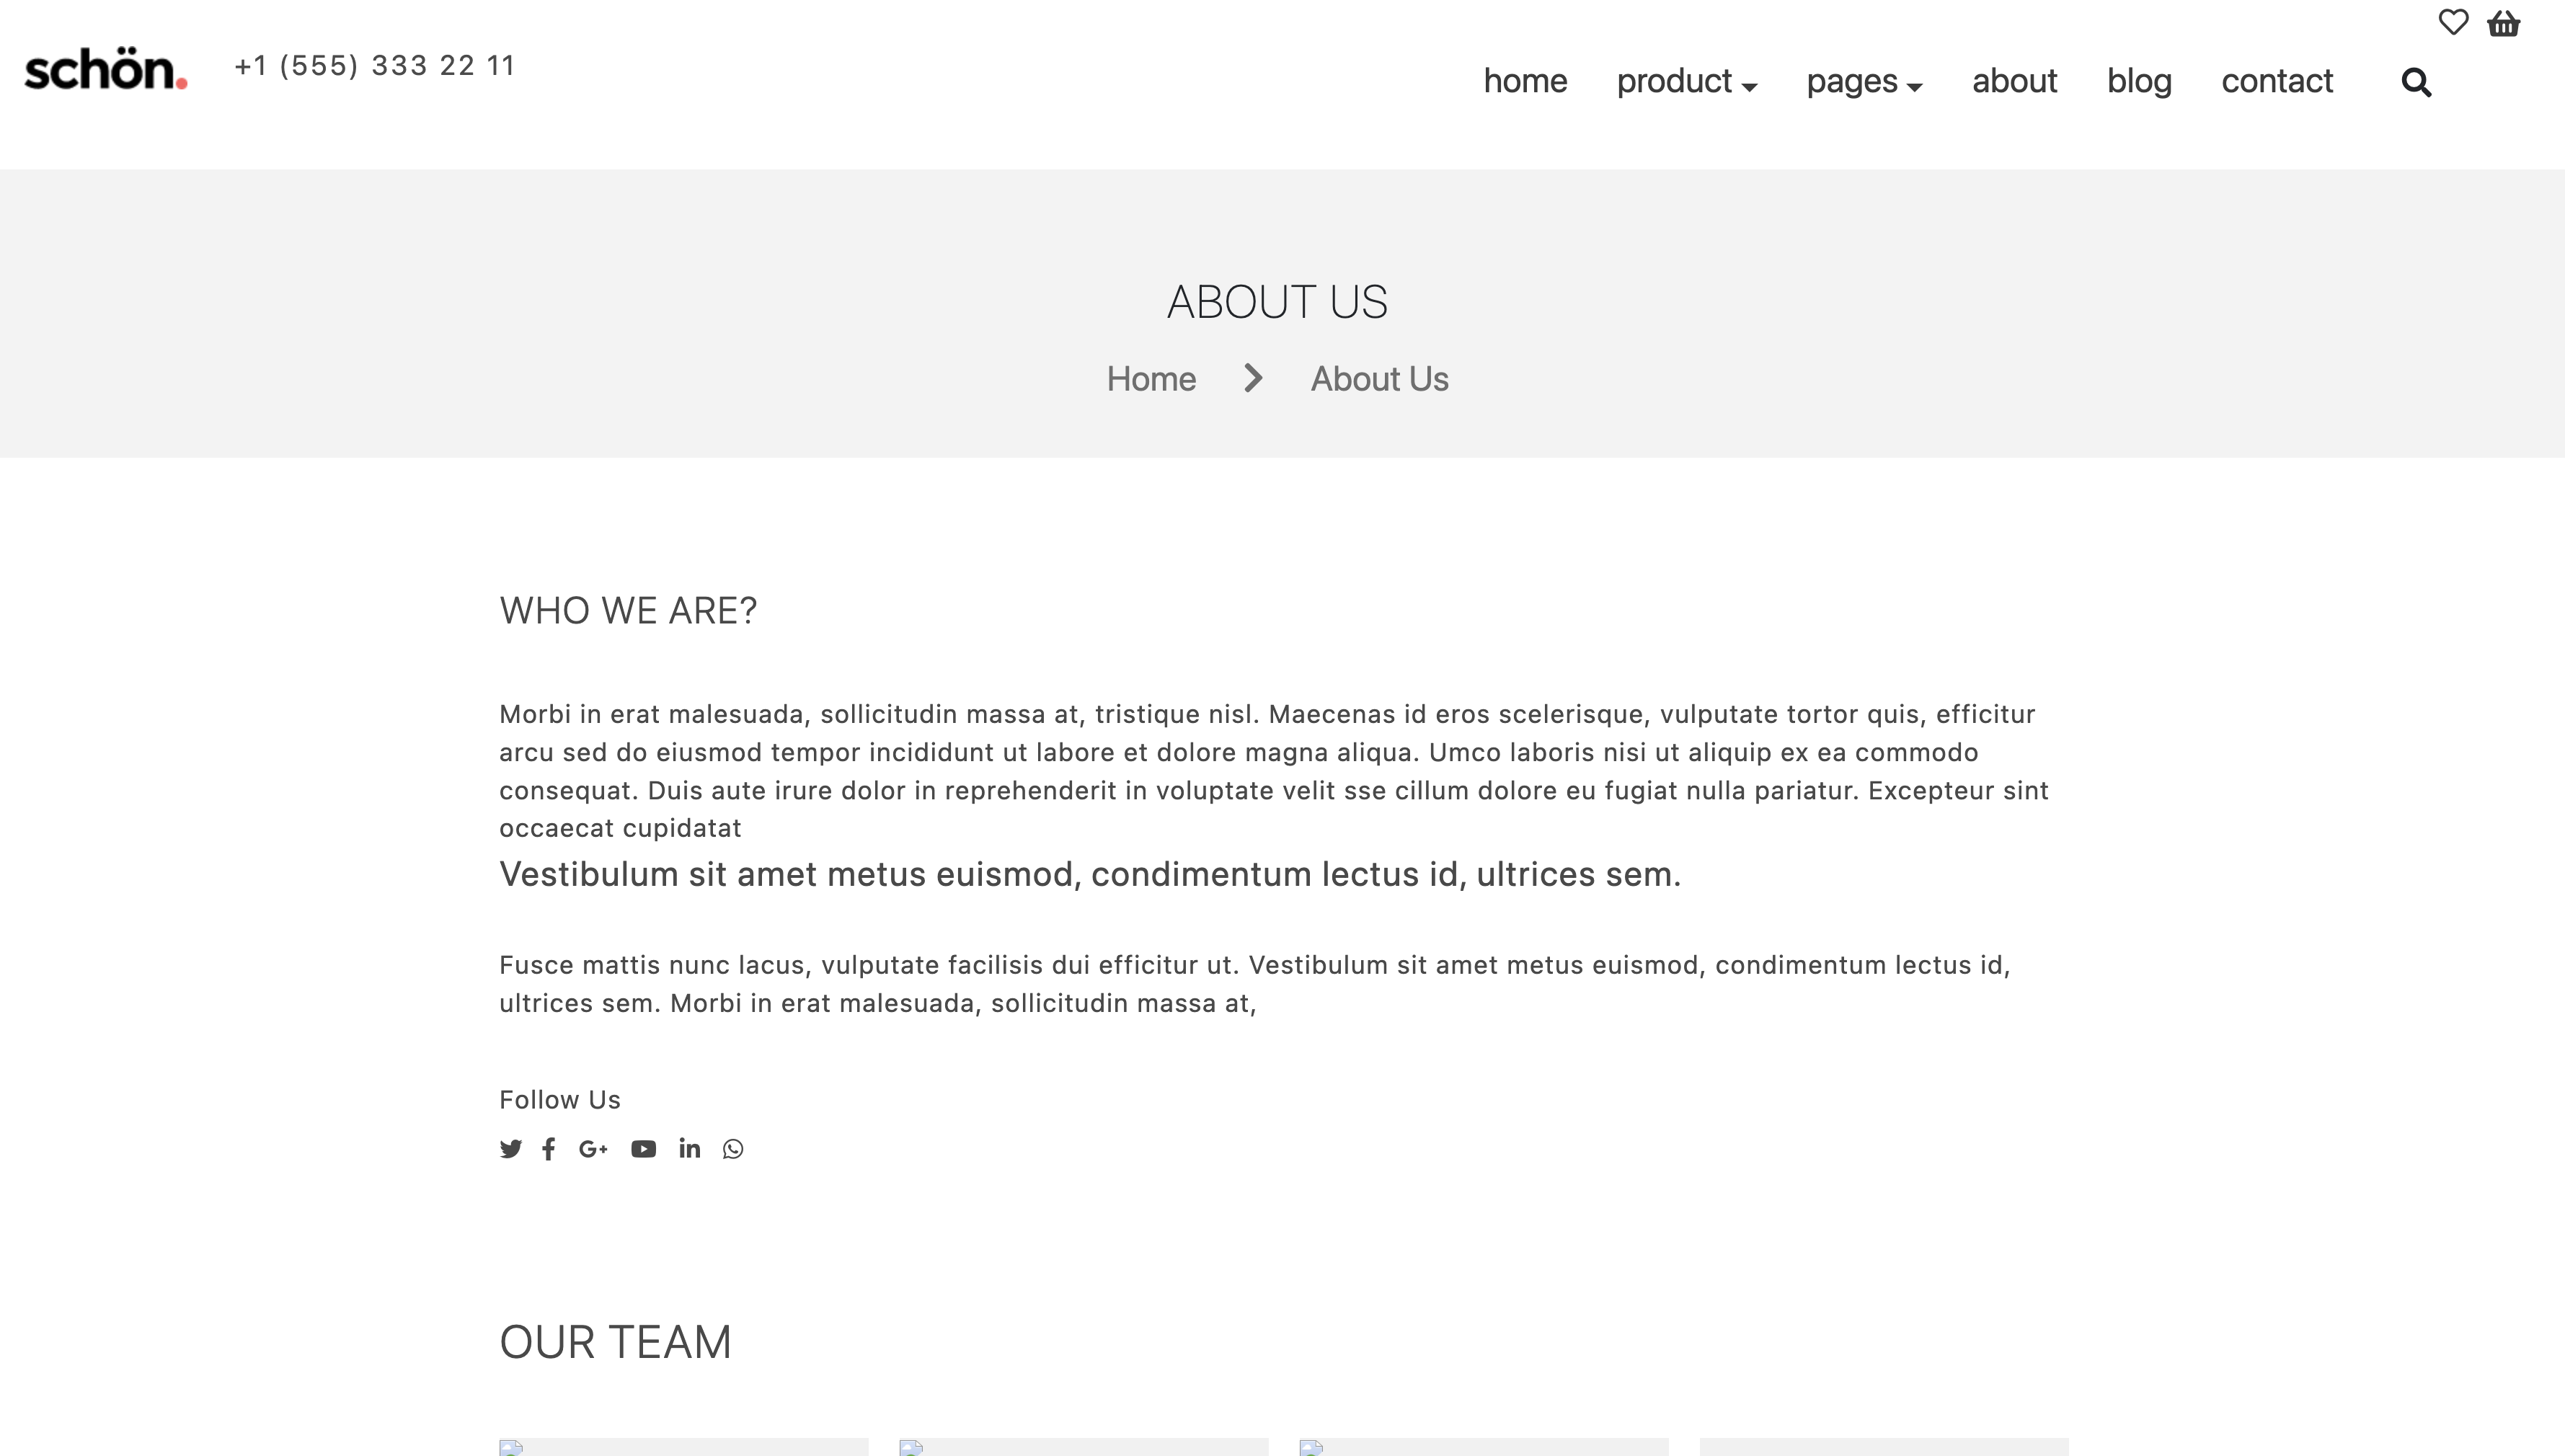 schön.
+1 (555) 333 22 11
home product pages about blog contact
ABOUT US
Home About Us
WHO WE ARE?
Morbi in erat malesuada, sollicitudin massa at, tristique nisl. Maecenas id eros scelerisque, vulputate tortor quis, efficitur
arcu sed do eiusmod tempor incididunt ut labore et dolore magna aliqua. Umco laboris nisi ut aliquip ex ea commodo
consequat. Duis aute irure dolor in reprehenderit in voluptate velit sse cillum dolore eu fugiat nulla pariatur. Excepteur sint
occaecat cupidatat
Vestibulum sit amet metus euismod, condimentum lectus id, ultrices sem.
Fusce mattis nunc lacus, vulputate facilisis dui efficitur ut. Vestibulum sit amet metus euismod, condimentum lectus id,
ultrices sem. Morbi in erat malesuada, sollicitudin massa at,
Follow Us
OUR TEAM